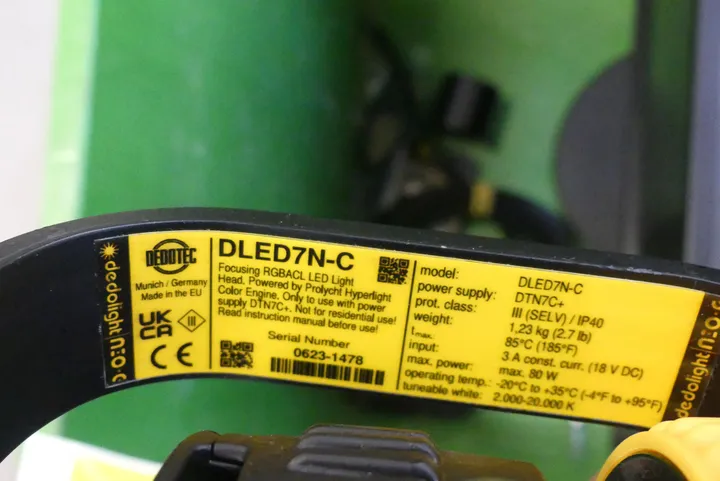 dedolight neo c
DEDOTEC
Munich / Germany
Made in the EU
UK
CA
III
CE
DLED7N-C
Focusing RGBACL LED Light
Head. Powered by Prolycht Hyperlight
Color Engine. Only to use with power
supply DTN7C+. Not for residential use!
Read instruction manual before use!
Serial Number
0623-1478
model: DLED7N-C
power supply: DTN7C+
prot. class: III (SELV) / IP40
weight: 1,23 kg (2.7 lb)
tmax. 85°C (185°F)
input: 3 A const. curr. (18 V DC)
max. power: max. 80 W
operating temp.: -20°C to +35°C (-4°F to +95°F)
tuneable white: 2.000-20.000 K
dedolight neo c